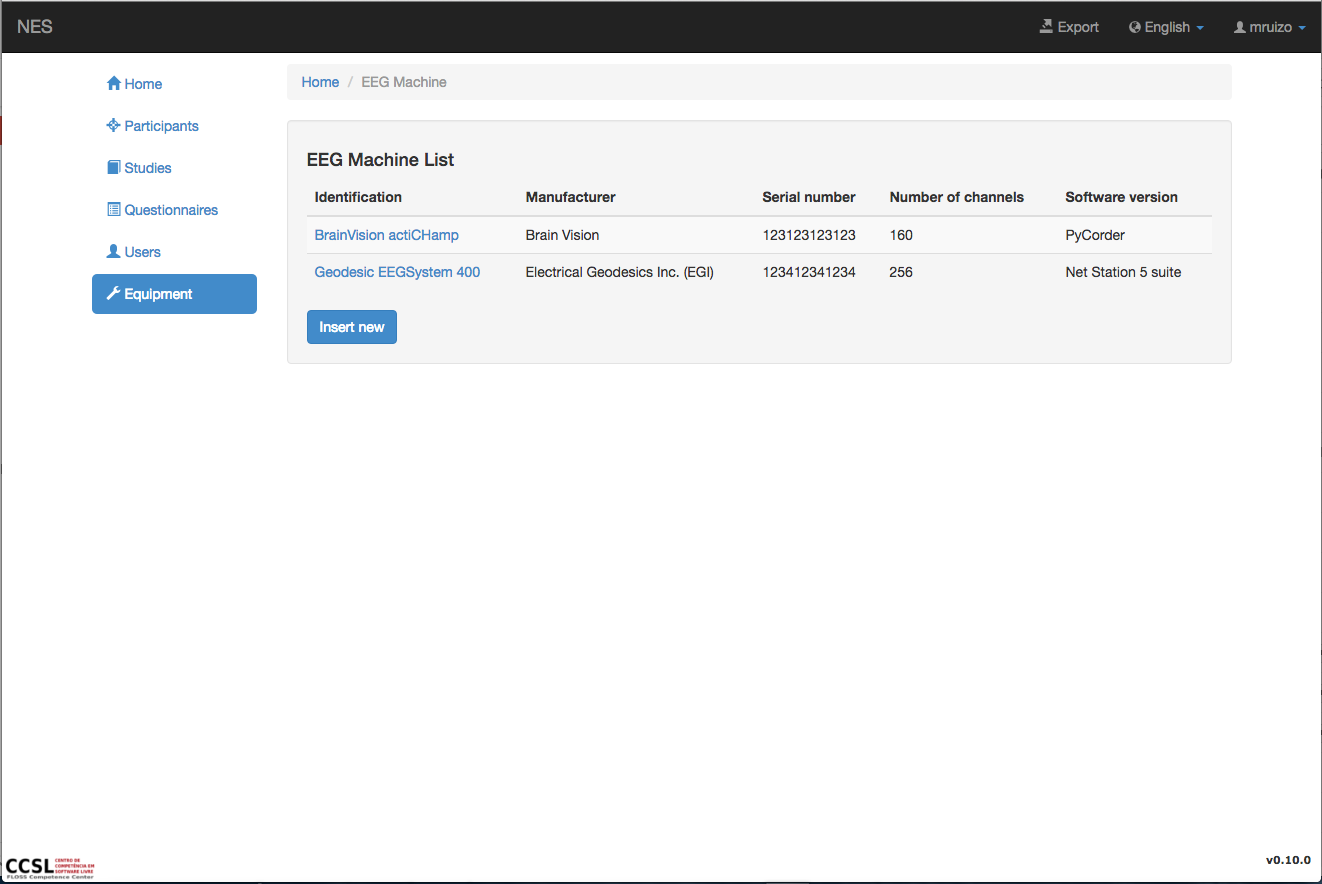 NES Export English mruizo
Home
Participants
Studies
Questionnaires
Users
Equipment
Home / EEG Machine
EEG Machine List
Identification Manufacturer Serial number Number of channels Software version
BrainVision actiCHamp Brain Vision 123123123123 160 PyCorder
Geodesic EEGSystem 400 Electrical Geodesics Inc. (EGI) 123412341234 256 Net Station 5 suite
Insert new
CCSL CENTRO DE
COMPETÊNCIA EM
SOFTWARE LIVRE
FLOSS Competence Center
v0.10.0